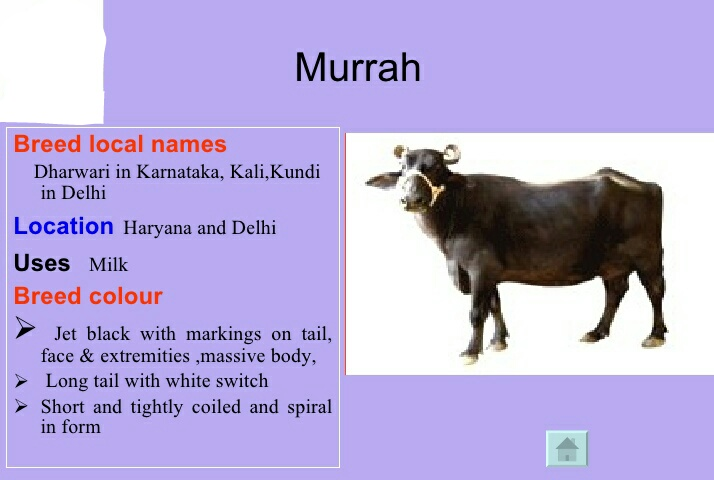 Murrah
Breed local names
Dharwari in Karnataka, Kali,Kundi
in Delhi
Location Haryana and Delhi
Uses Milk
Breed colour
➢ Jet black with markings on tail,
face & extremities ,massive body,
➢ Long tail with white switch
➢ Short and tightly coiled and spiral
in form